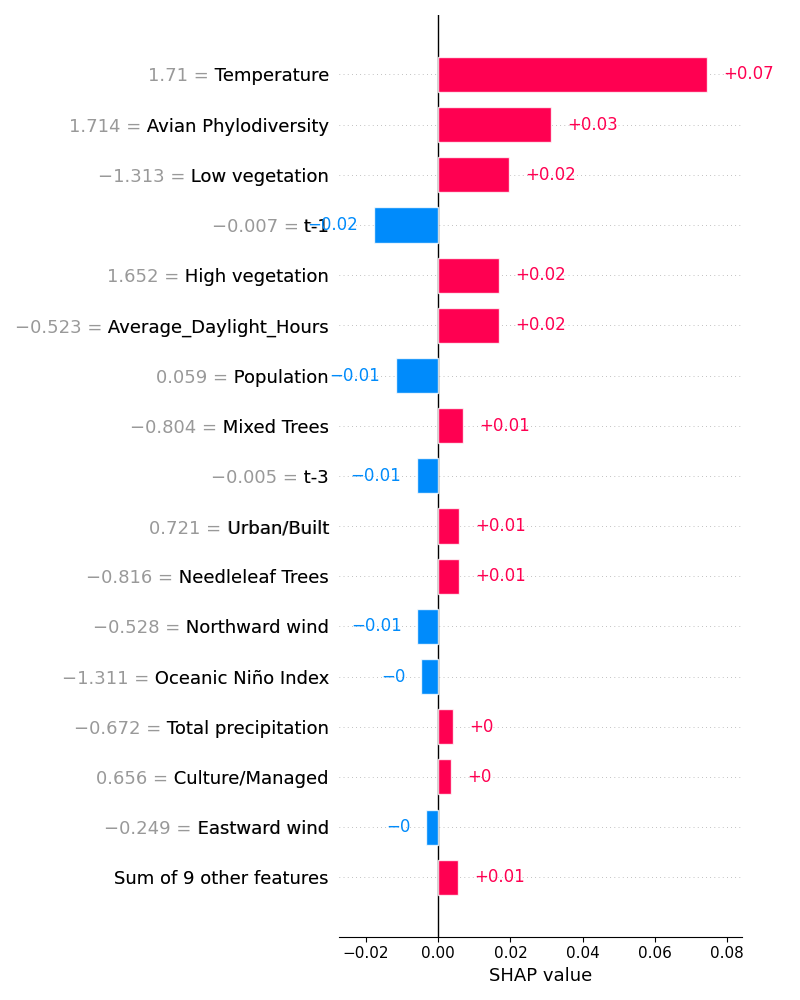 1.71 = Temperature +0.07
1.714 = Avian Phylodiversity +0.03
−1.313 = Low vegetation +0.02
−0.007 = t-1 −0.02
1.652 = High vegetation +0.02
−0.523 = Average_Daylight_Hours +0.02
0.059 = Population −0.01
−0.804 = Mixed Trees +0.01
−0.005 = t-3 −0.01
0.721 = Urban/Built +0.01
−0.816 = Needleleaf Trees +0.01
−0.528 = Northward wind −0.01
−1.311 = Oceanic Niño Index −0
−0.672 = Total precipitation +0
0.656 = Culture/Managed +0
−0.249 = Eastward wind −0
Sum of 9 other features +0.01
−0.02 0.00 0.02 0.04 0.06 0.08
SHAP value